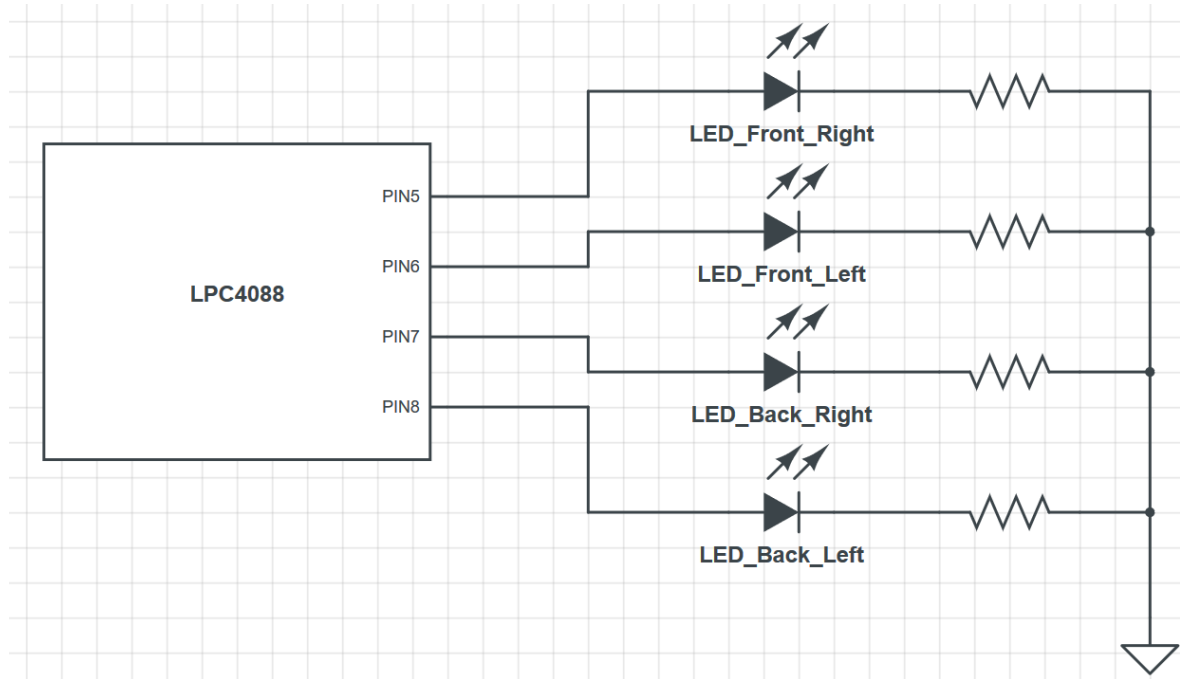 LED_Front_Right
PIN5
LED_Front_Left
PIN6
LPC4088
PIN7
LED_Back_Right
PIN8
LED_Back_Left